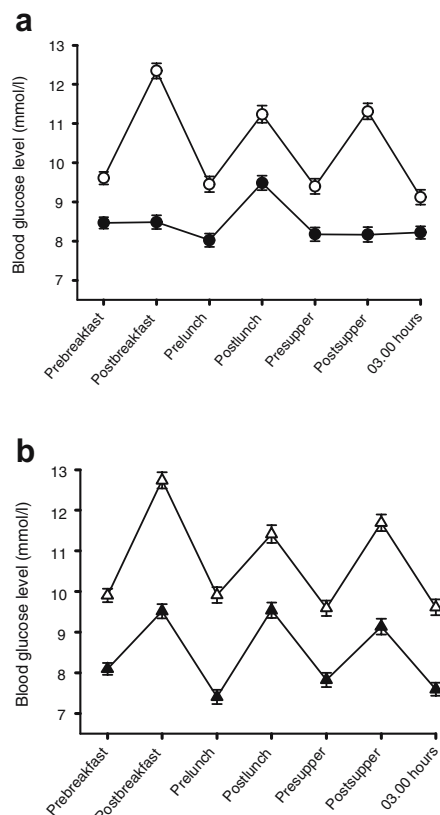 a
Blood glucose level (mmol/l)
13
12
11
10
9
8
7
Prebreakfast
Postbreakfast
Prelunch
Postlunch
Presupper
Postsupper
03.00 hours
b
Blood glucose level (mmol/l)
13
12
11
10
9
8
7
Prebreakfast
Postbreakfast
Prelunch
Postlunch
Presupper
Postsupper
03.00 hours